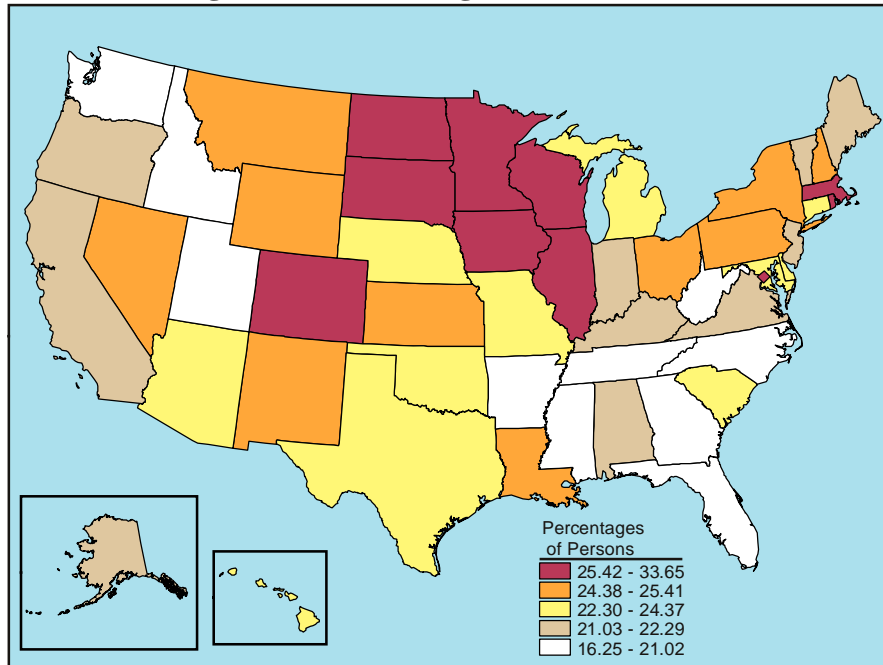 Percentages
of Persons
25.42 - 33.65
24.38 - 25.41
22.30 - 24.37
21.03 - 22.29
16.25 - 21.02